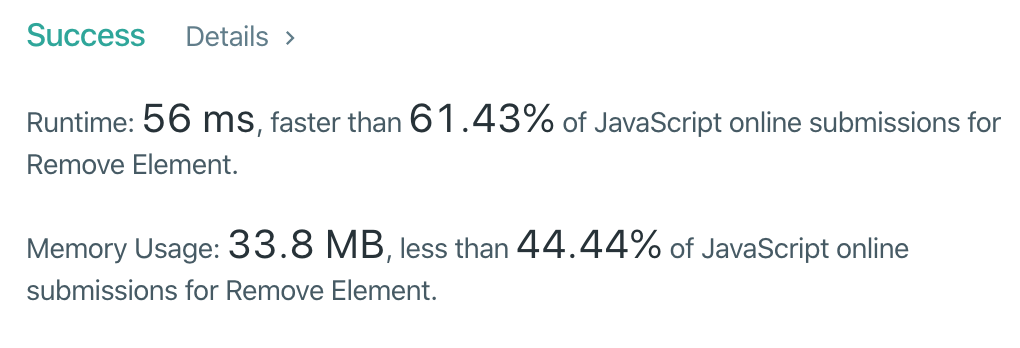 Success Details >
Runtime: 56 ms, faster than 61.43% of JavaScript online submissions for
Remove Element.
Memory Usage: 33.8 MB, less than 44.44% of JavaScript online
submissions for Remove Element.